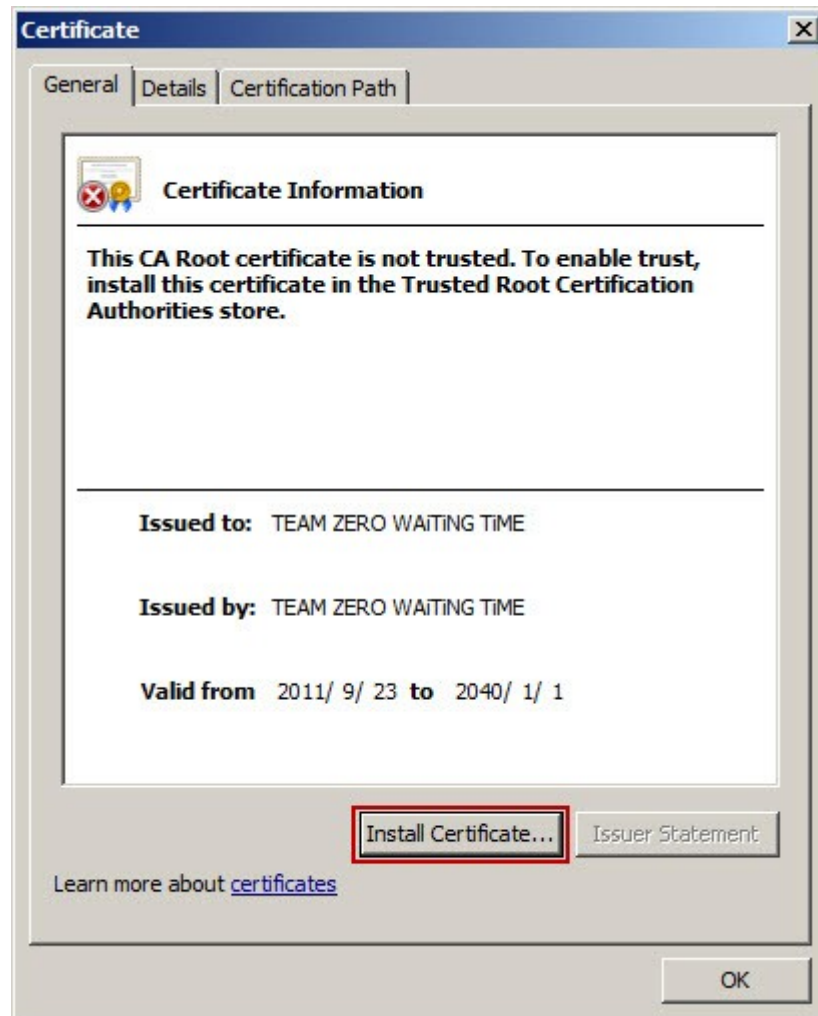 Certificate
General Details Certification Path
Certificate Information
This CA Root certificate is not trusted. To enable trust,
install this certificate in the Trusted Root Certification
Authorities store.
Issued to: TEAM ZERO WAiTiNG TiME
Issued by: TEAM ZERO WAiTiNG TiME
Valid from 2011/ 9/ 23 to 2040/ 1/ 1
Install Certificate... Issuer Statement
Learn more about certificates
OK